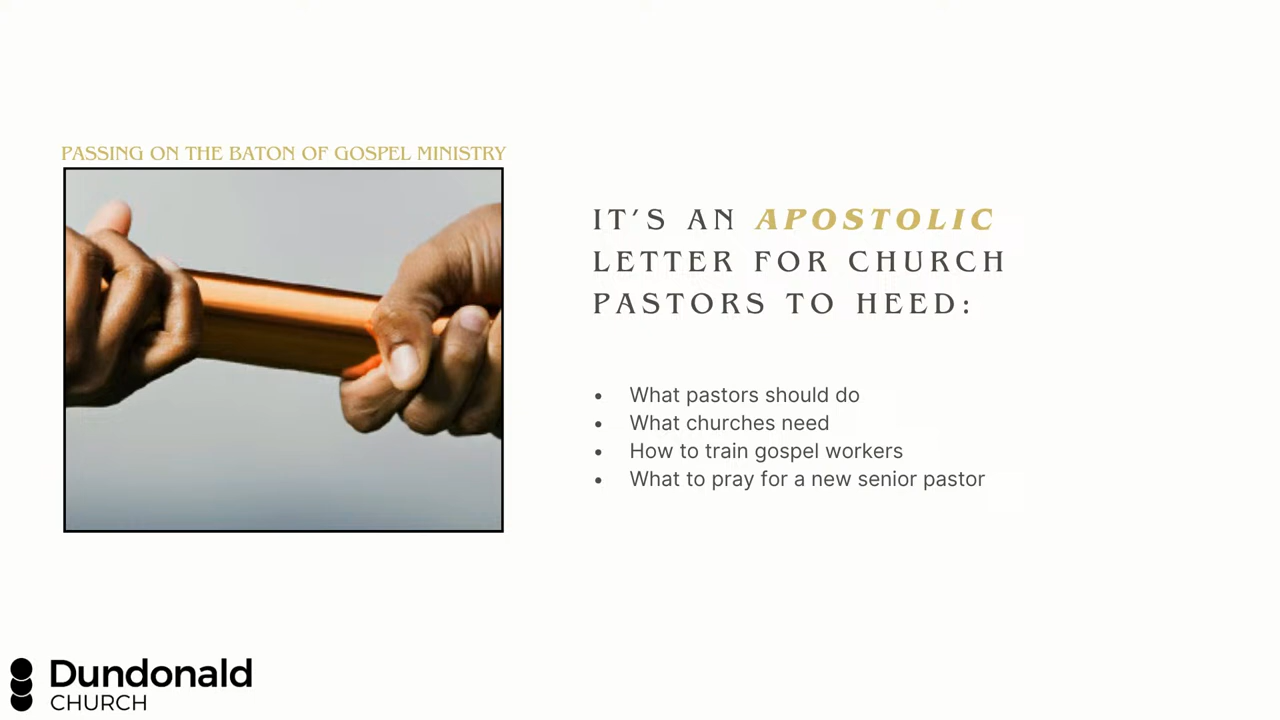 PASSING ON THE BATON OF GOSPEL MINISTRY
IT'S AN APOSTOLIC
LETTER FOR CHURCH
PASTORS TO HEED:
• What pastors should do
• What churches need
• How to train gospel workers
• What to pray for a new senior pastor
Dundonald
CHURCH